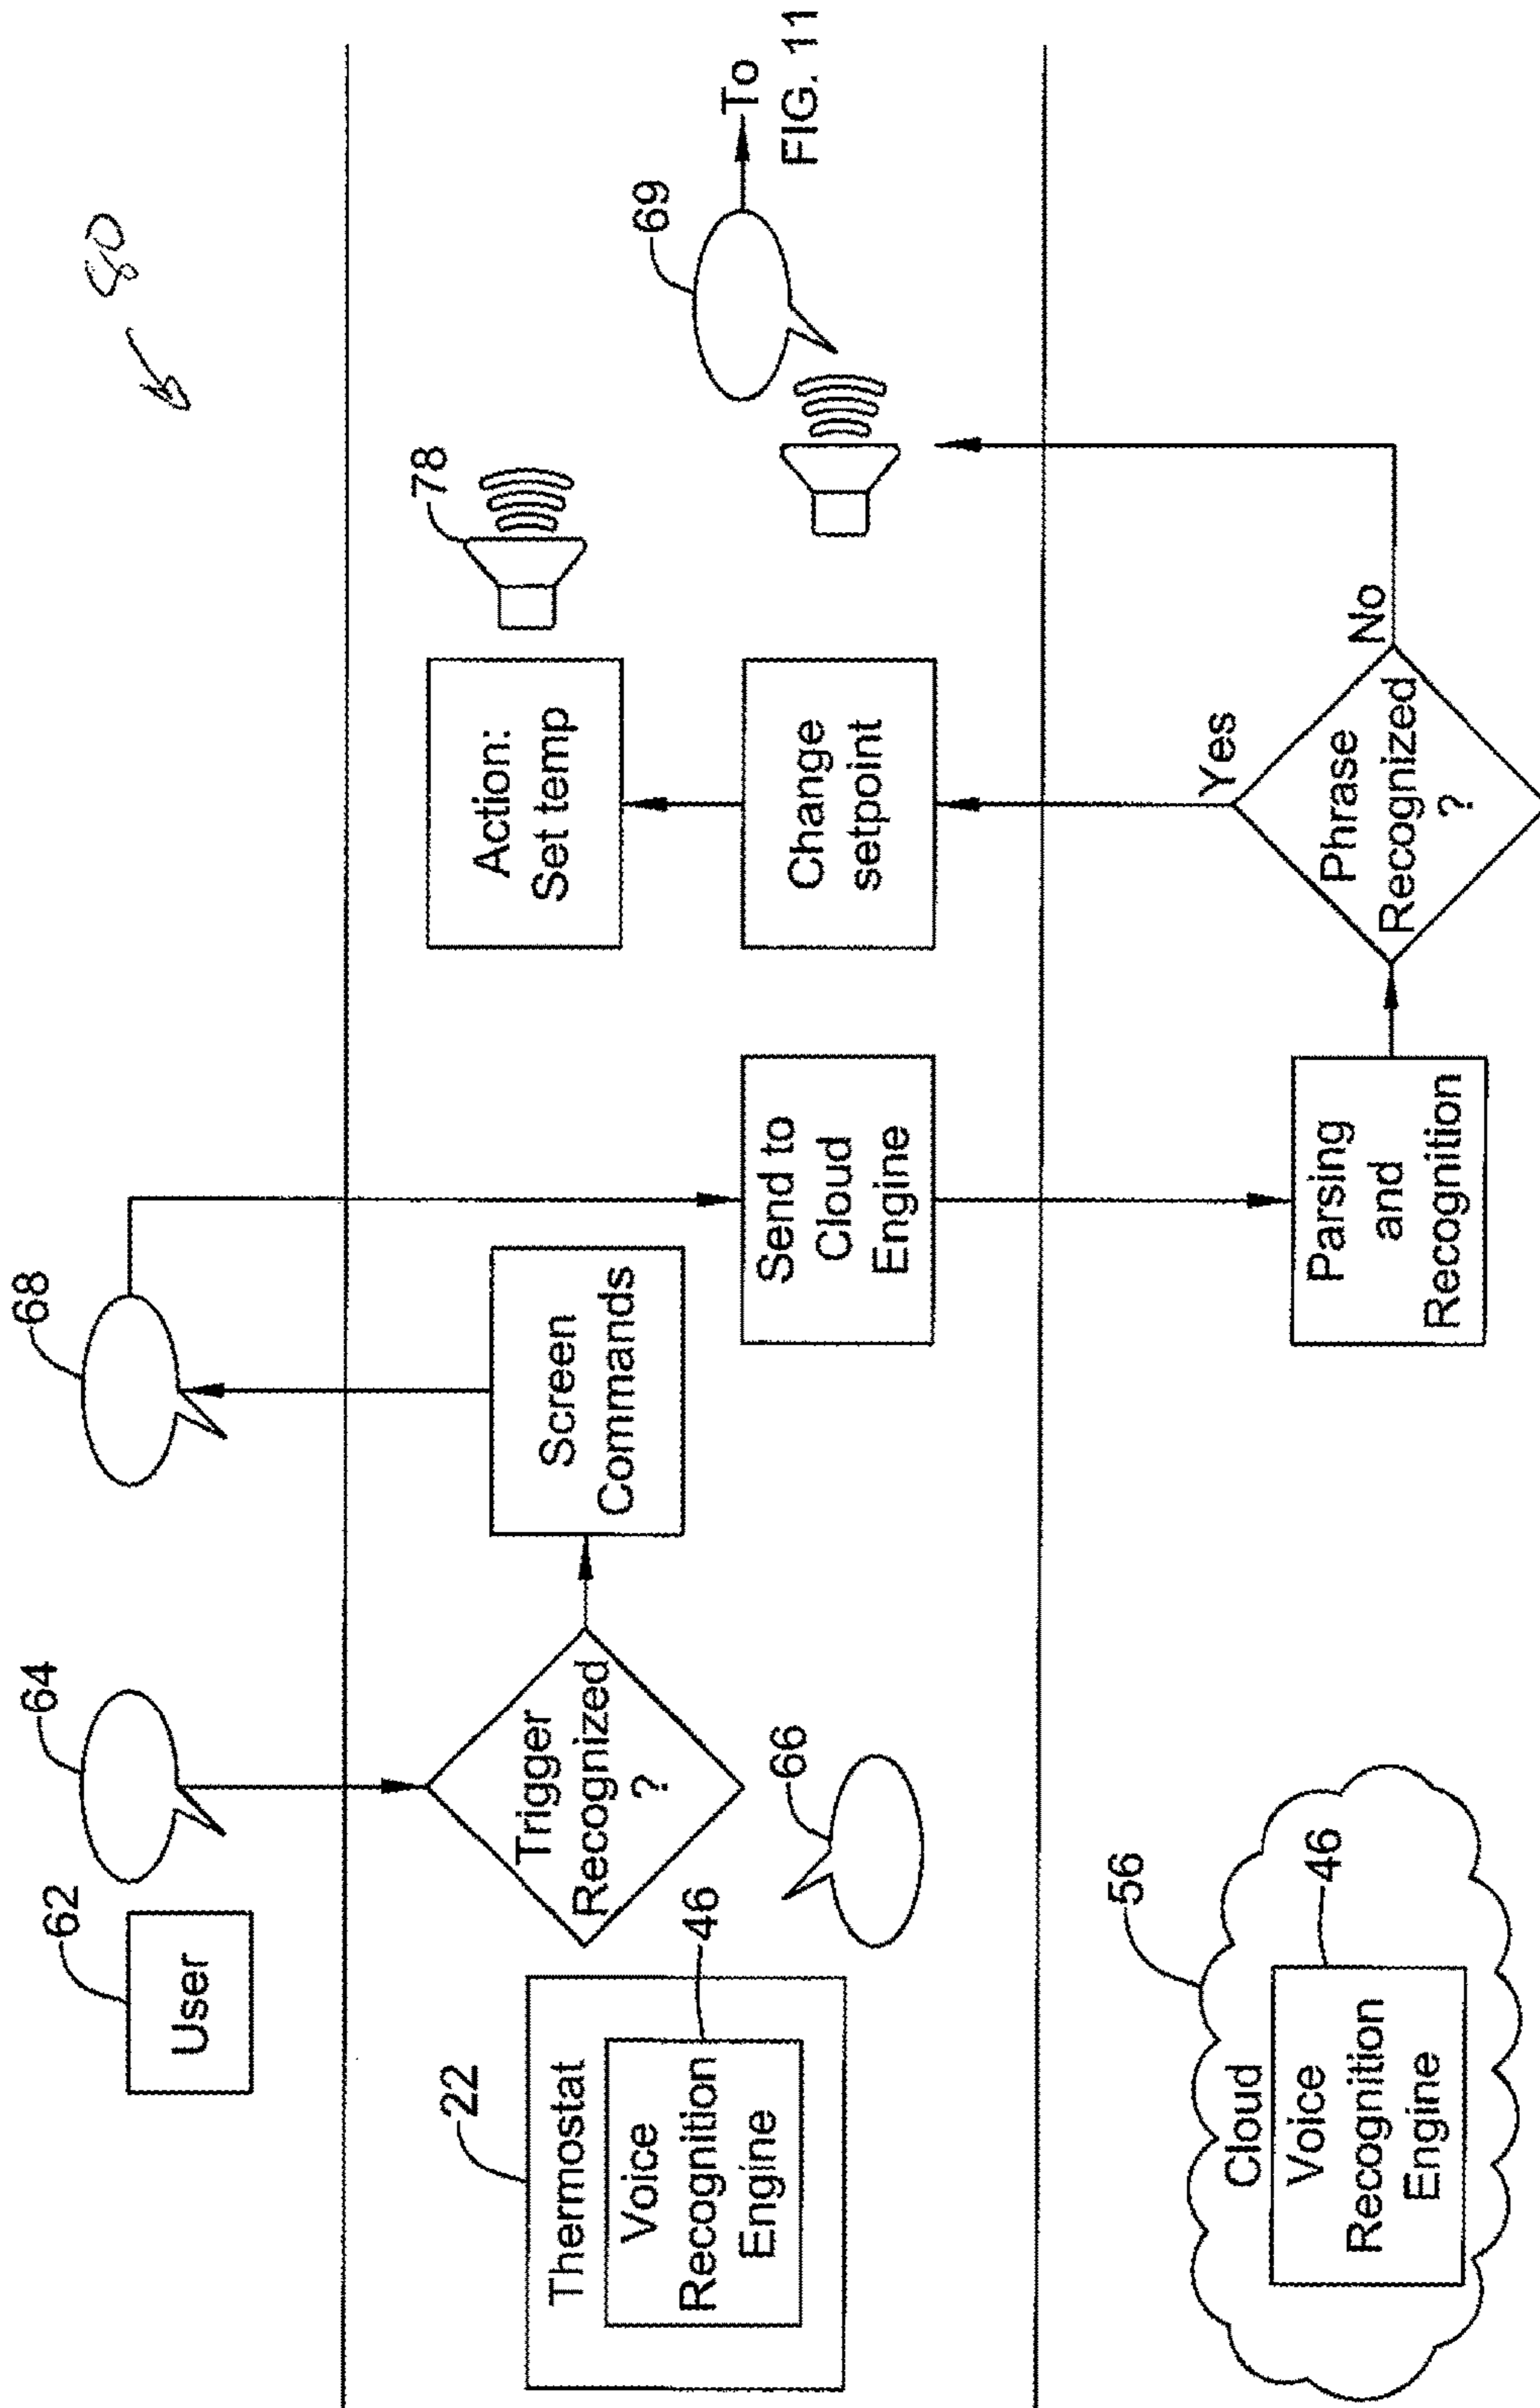 80
62
User
64
68
22
Thermostat
46
Voice
Recognition
Engine
Trigger
Recognized
?
66
Screen
Commands
Send to
Cloud
Engine
Action:
Set temp
78
Change
setpoint
69
To
FIG. 11
56
Cloud
46
Voice
Recognition
Engine
Parsing
and
Recognition
Phrase
Recognized
?
Yes
No